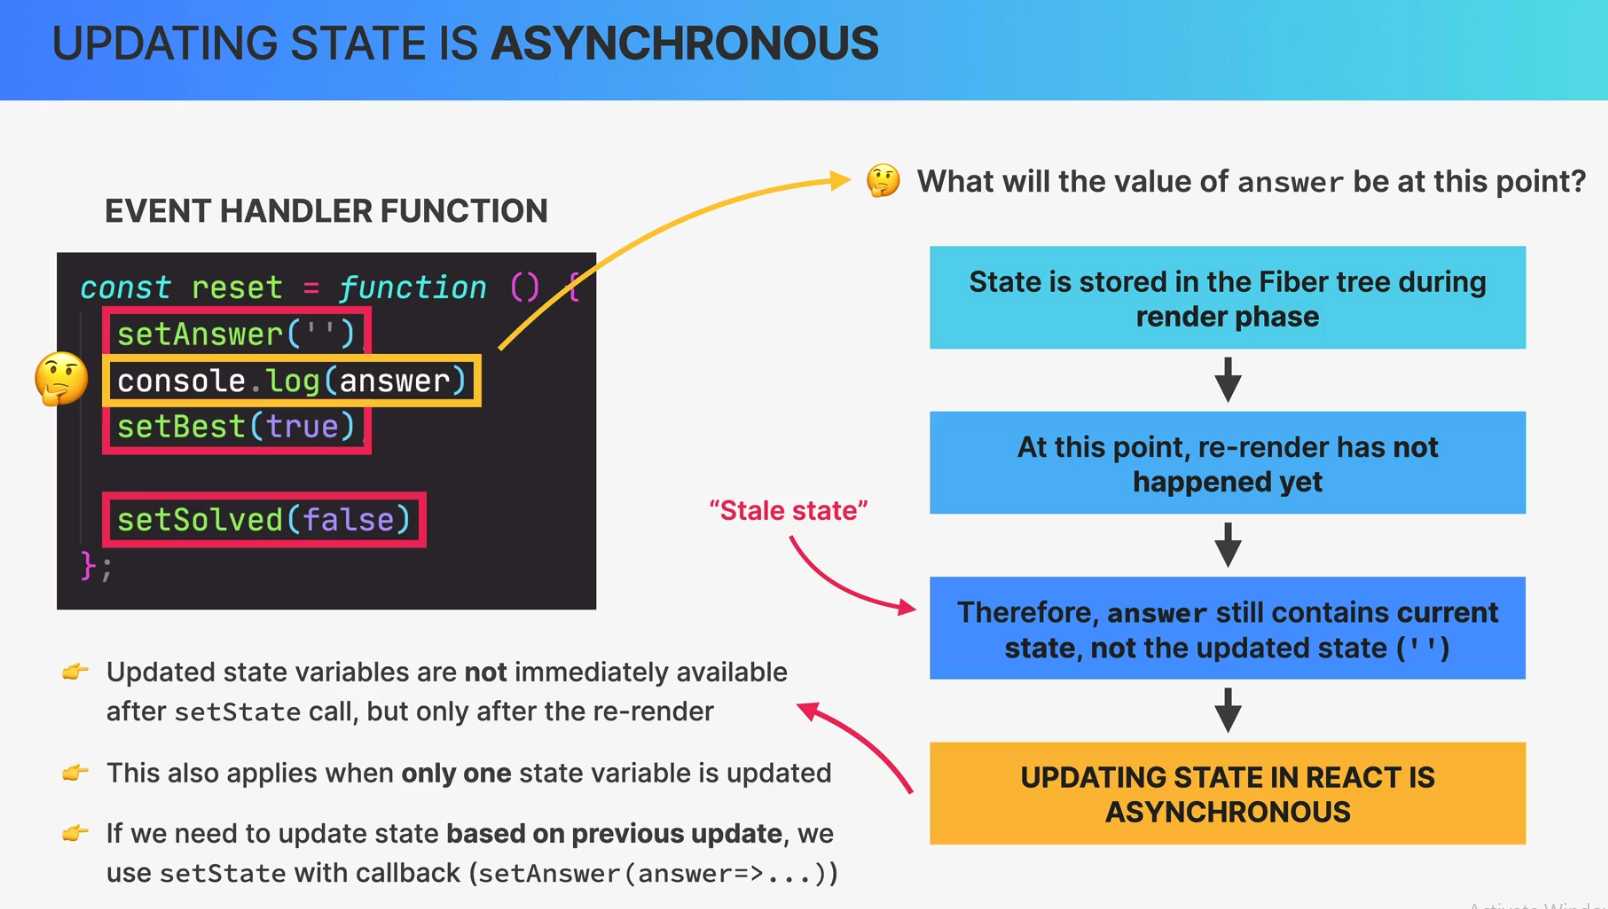 UPDATING STATE IS ASYNCHRONOUS
EVENT HANDLER FUNCTION
const reset = function () {
setAnswer('')
console.log(answer)
setBest(true)
setSolved(false)
};
👉 Updated state variables are not immediately available
after setState call, but only after the re-render
👉 This also applies when only one state variable is updated
👉 If we need to update state based on previous update, we
use setState with callback (setAnswer(answer=>...))
🤔 What will the value of answer be at this point?
State is stored in the Fiber tree during
render phase
At this point, re-render has not
happened yet
“Stale state”
Therefore, answer still contains current
state, not the updated state ('')
UPDATING STATE IN REACT IS
ASYNCHRONOUS